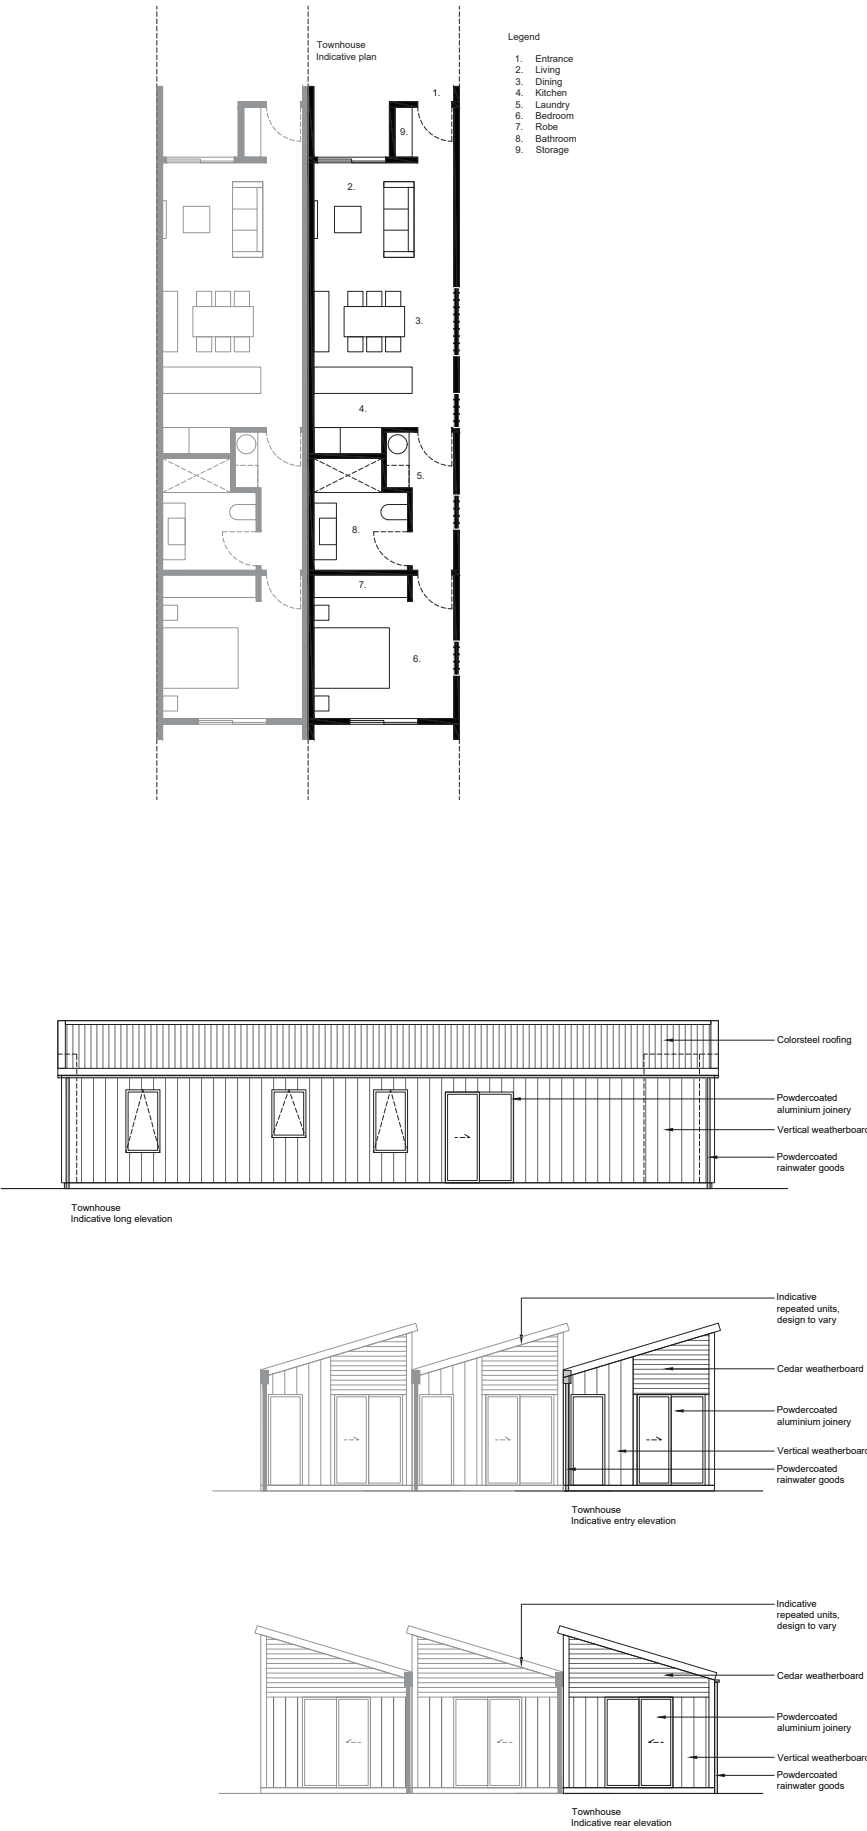 Townhouse
Indicative plan
Legend
1. Entrance
2. Living
3. Dining
4. Kitchen
5. Laundry
6. Bedroom
7. Robe
8. Bathroom
9. Storage
1.
9.
2.
3.
4.
5.
8.
7.
6.
Colorsteel roofing
Powdercoated
aluminium joinery
Vertical weatherboard
Powdercoated
rainwater goods
Townhouse
Indicative long elevation
Indicative
repeated units,
design to vary
Cedar weatherboard
Powdercoated
aluminium joinery
Vertical weatherboard
Powdercoated
rainwater goods
Townhouse
Indicative entry elevation
Indicative
repeated units,
design to vary
Cedar weatherboard
Powdercoated
aluminium joinery
Vertical weatherboard
Powdercoated
rainwater goods
Townhouse
Indicative rear elevation